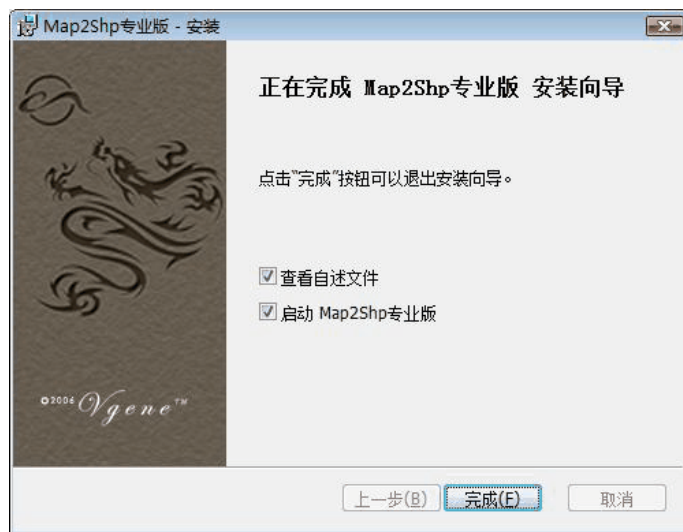 Map2Shp专业版 - 安装
正在完成 Map2Shp专业版 安装向导
点击“完成”按钮可以退出安装向导。
查看自述文件
启动 Map2Shp专业版
©2006 Vgene™
上一步(B)
完成(F)
取消